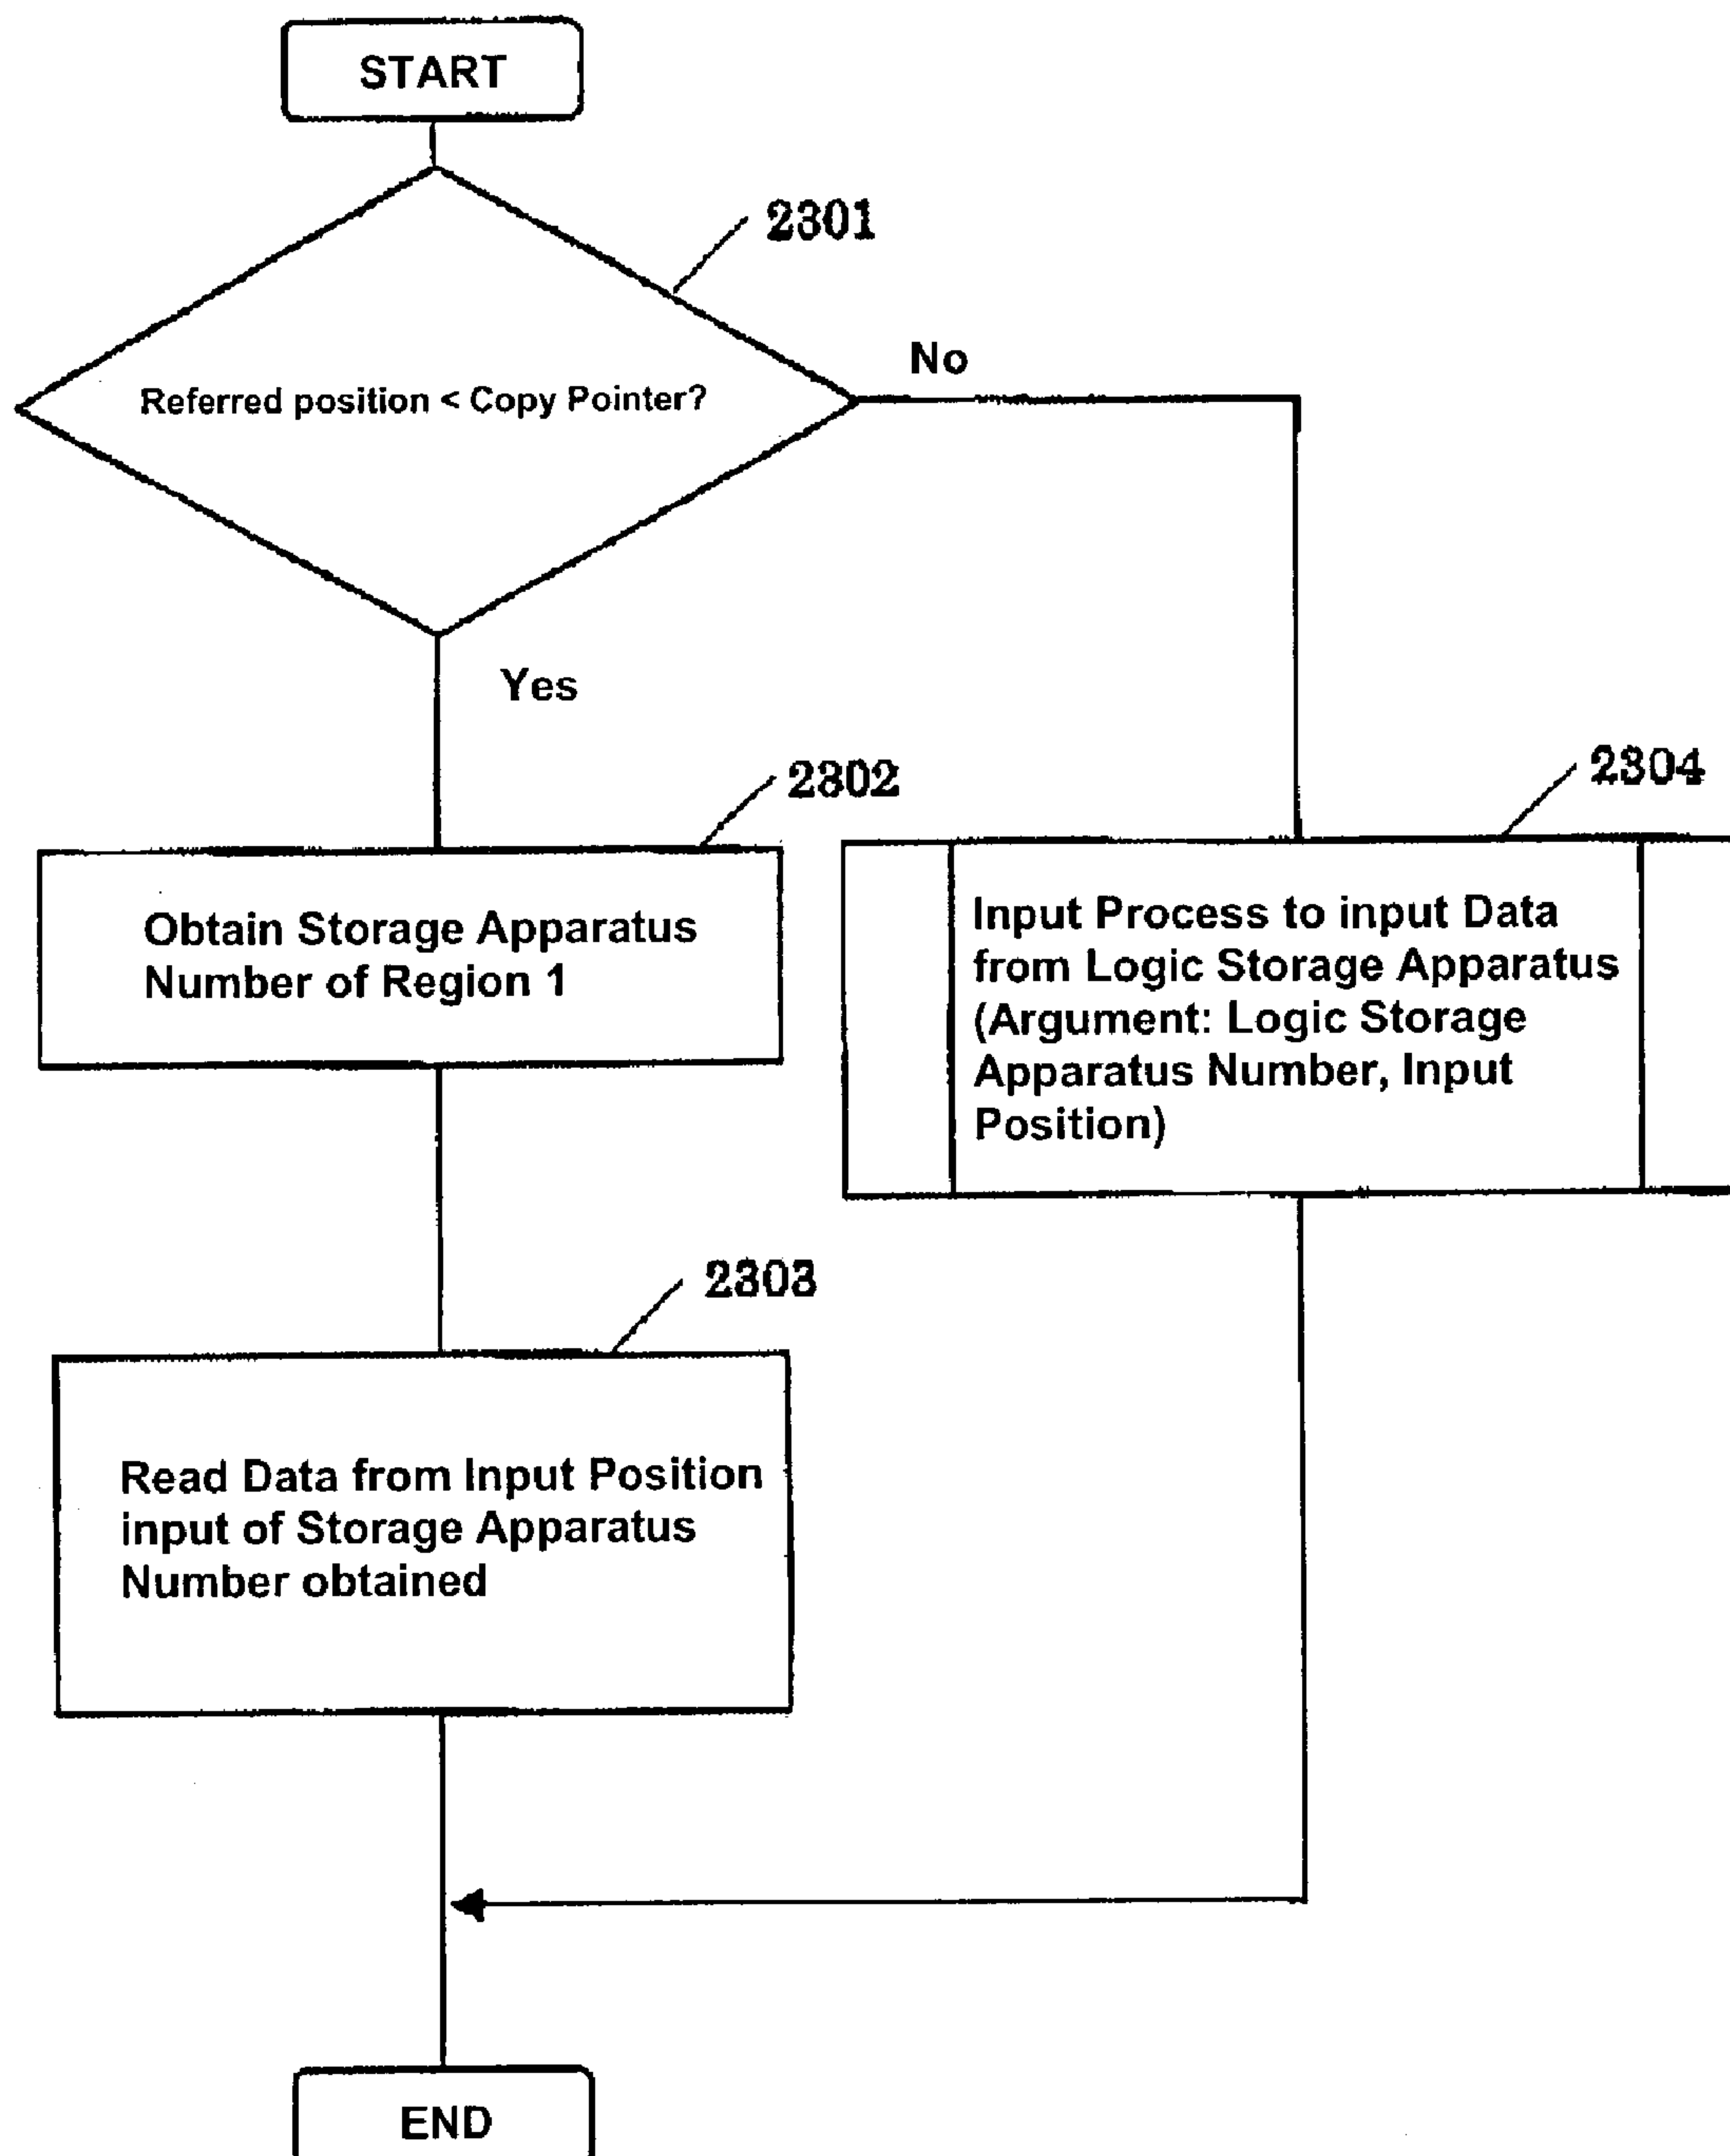 START
2301
No
Referred position < Copy Pointer?
Yes
2302
2304
Obtain Storage Apparatus
Number of Region 1
Input Process to input Data
from Logic Storage Apparatus
(Argument: Logic Storage
Apparatus Number, Input
Position)
2303
Read Data from Input Position
input of Storage Apparatus
Number obtained
END